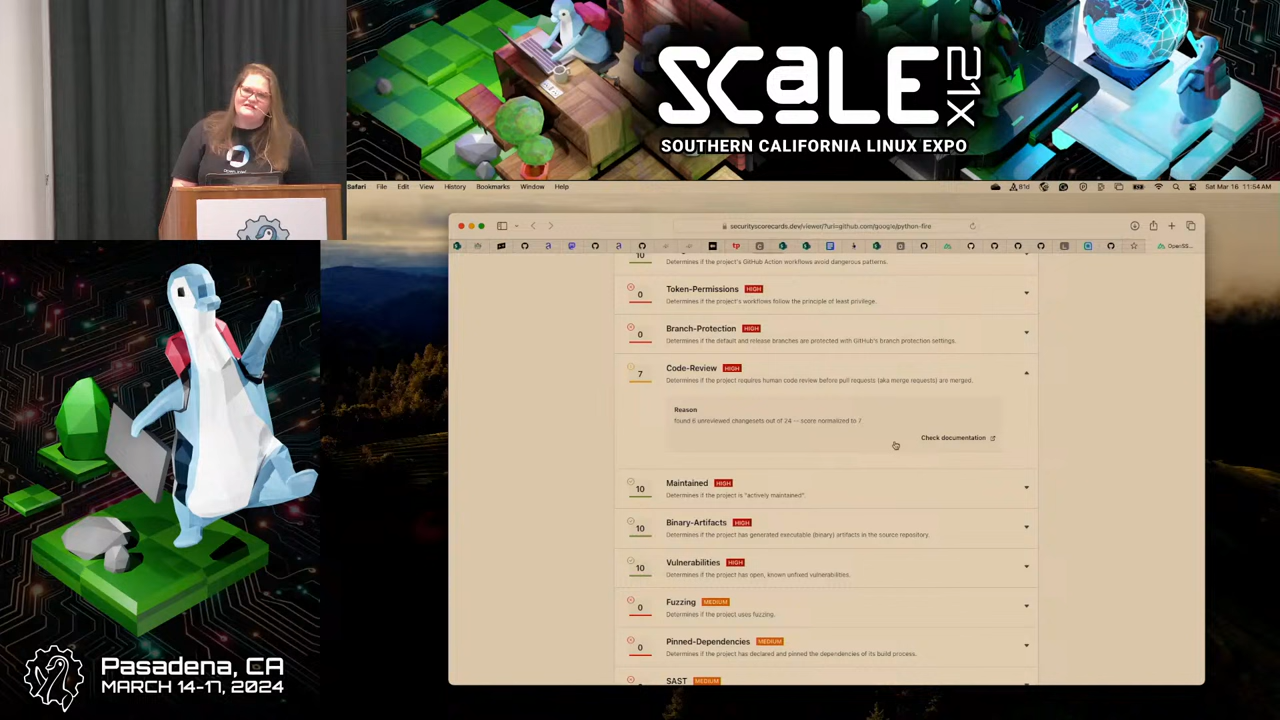 SCaLE 21x
SOUTHERN CALIFORNIA LINUX EXPO
Safari File Edit View History Bookmarks Window Help
81d
Sat Mar 16 11:54 AM
securityscorecards.dev/viewer/?uri=github.com/google/python-fire
tp
OpenSS...
10
Determines if the project's GitHub Action workflows avoid dangerous patterns.
0 Token-Permissions HIGH
Determines if the project's workflows follow the principle of least privilege.
0 Branch-Protection HIGH
Determines if the default and release branches are protected with GitHub's branch protection settings.
7 Code-Review HIGH
Determines if the project requires human code review before pull requests (aka merge requests) are merged.
Reason
found 6 unreviewed changesets out of 24 -- score normalized to 7
Check documentation
10 Maintained HIGH
Determines if the project is "actively maintained".
10 Binary-Artifacts HIGH
Determines if the project has generated executable (binary) artifacts in the source repository.
10 Vulnerabilities HIGH
Determines if the project has open, known unfixed vulnerabilities.
0 Fuzzing MEDIUM
Determines if the project uses fuzzing.
0 Pinned-Dependencies MEDIUM
Determines if the project has declared and pinned the dependencies of its build process.
SAST MEDIUM
Pasadena, CA
MARCH 14-17, 2024